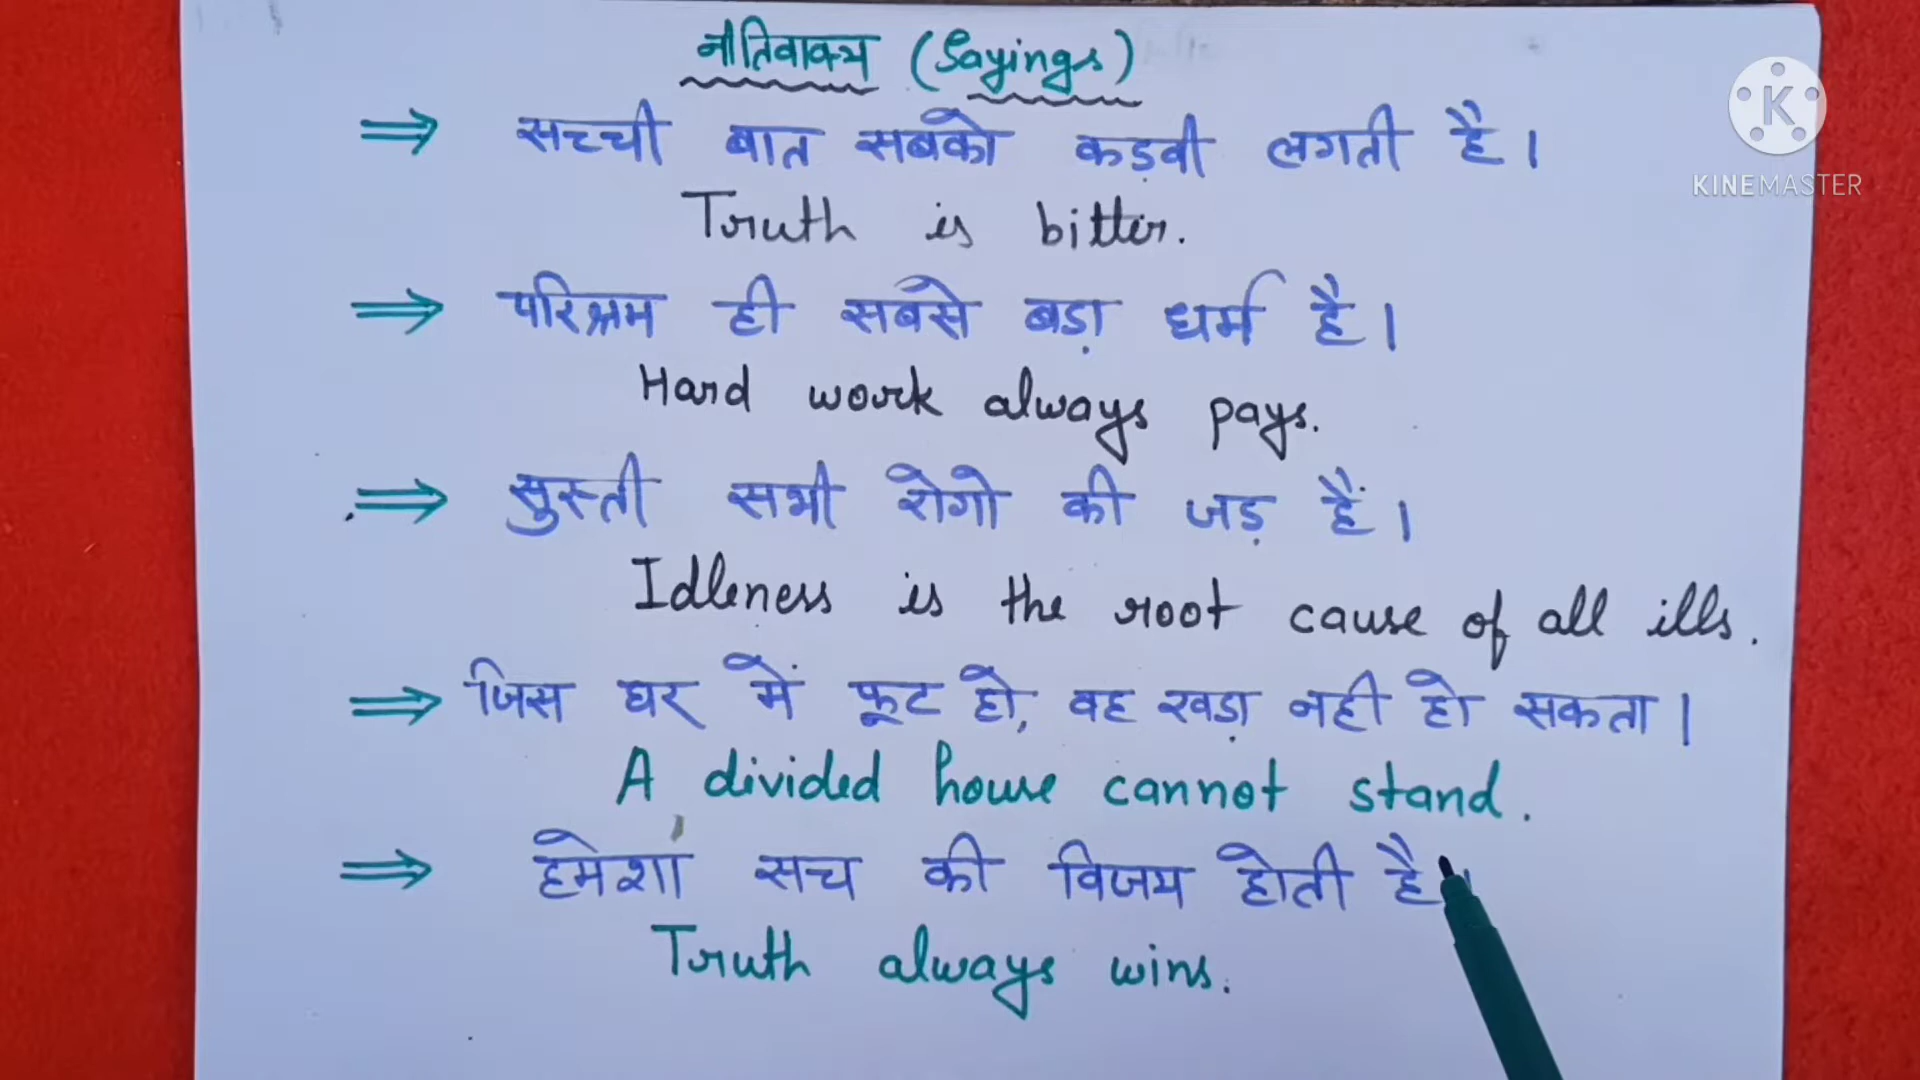 नीतिवाक्य (Sayings)
⇒ सच्ची बात सबको कड़वी लगती है।
Truth is bitter.
⇒ परिश्रम ही सबसे बड़ा धर्म है।
Hard work always pays.
⇒ सुस्ती सभी रोगो की जड़ हैं।
Idleness is the root cause of all ills.
⇒ जिस घर में फूट हो, वह खड़ा नही हो सकता।
A divided house cannot stand.
⇒ हमेशा सच की विजय होती है।
Truth always wins.
K
KINEMASTER